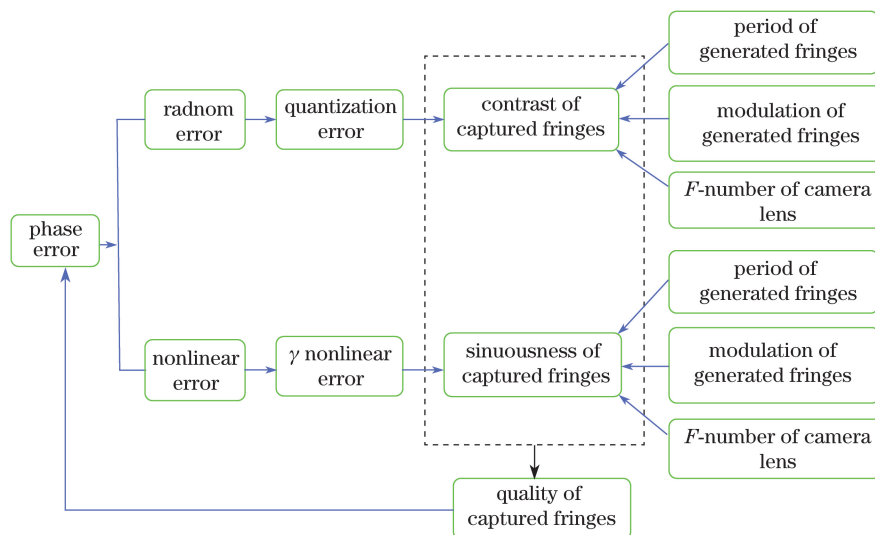 period of
generated fringes
radnom
error
quantization
error
contrast of
captured fringes
modulation of
generated fringes
F-number of camera
lens
phase
error
period of
generated fringes
nonlinear
error
γ nonlinear
error
sinuousness of
captured fringes
modulation of
generated fringes
F-number of camera
lens
quality of
captured fringes